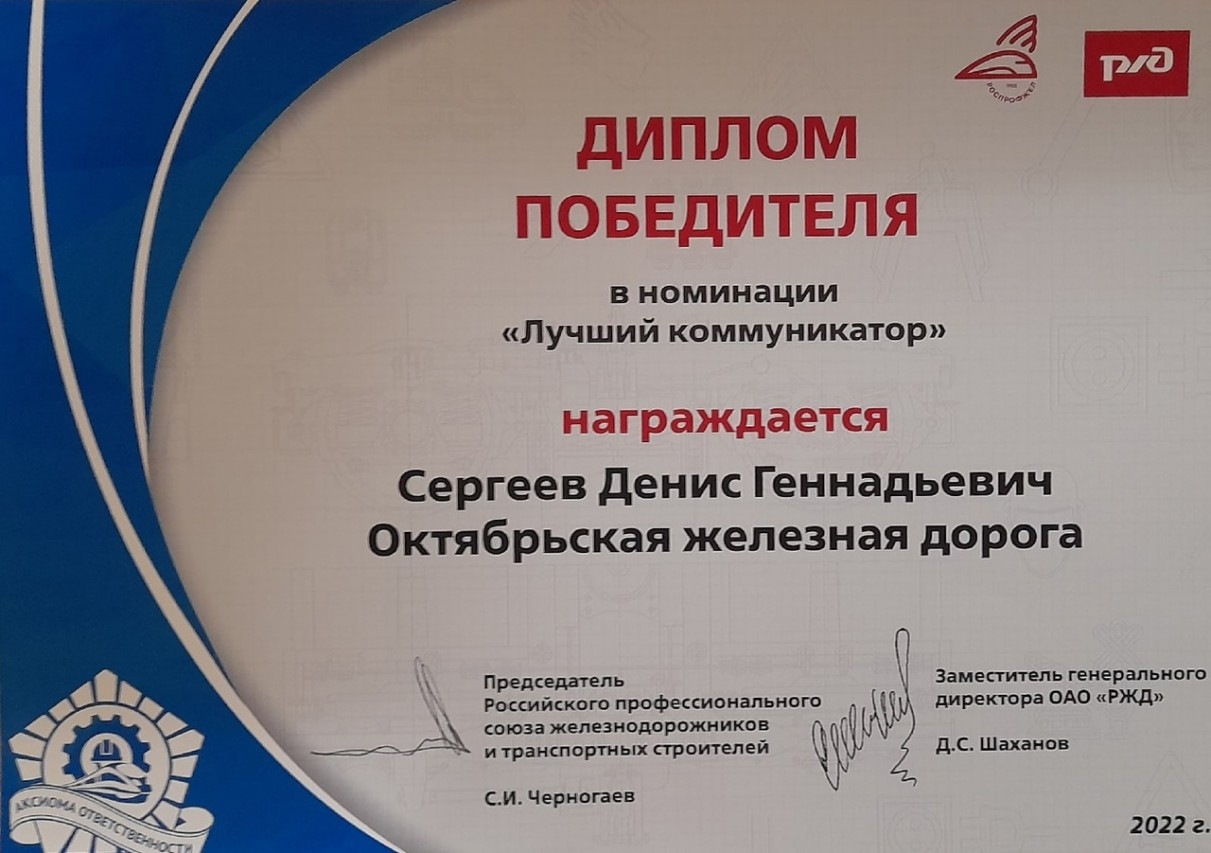 РОСПРОФЖЕЛ
РЖД
ДИПЛОМ
ПОБЕДИТЕЛЯ
в номинации
«Лучший коммуникатор»
награждается
Сергеев Денис Геннадьевич
Октябрьская железная дорога
Председатель
Российского профессионального
союза железнодорожников
и транспортных строителей
С.И. Черногаев
Заместитель генерального
директора ОАО «РЖД»
Д.С. Шаханов
АКСИОМА ОТВЕТСТВЕННОСТИ
2022 г.